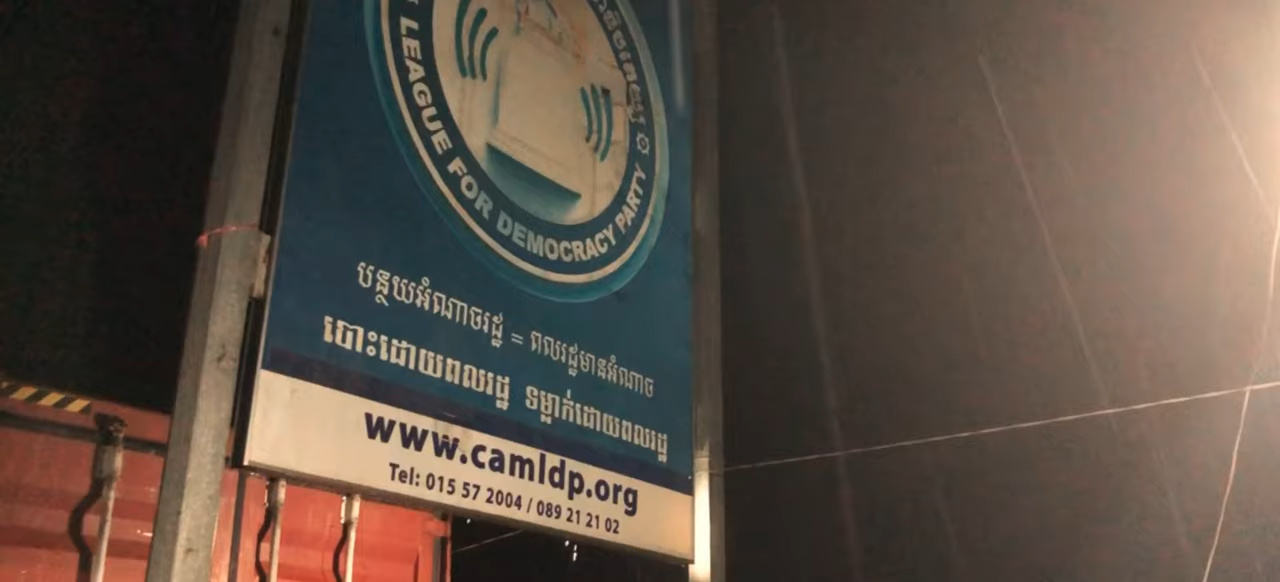 LEAGUE FOR DEMOCRACY PARTY
បន្ថយអំណាចរដ្ឋ = ពលរដ្ឋមានអំណាច
បោះដោយពលរដ្ឋ ទម្លាក់ដោយពលរដ្ឋ
www.camldp.org
Tel: 015 57 2004 / 089 21 21 02